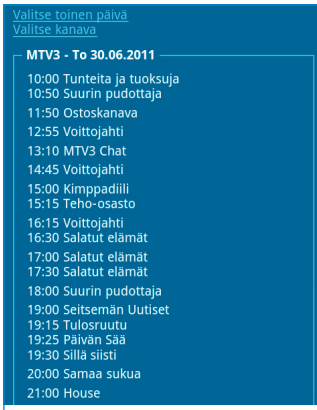 Valitse toinen päivä
Valitse kanava
MTV3 - To 30.06.2011
10:00 Tunteita ja tuoksuja
10:50 Suurin pudottaja
11:50 Ostoskanava
12:55 Voittojahti
13:10 MTV3 Chat
14:45 Voittojahti
15:00 Kimppadiili
15:15 Teho-osasto
16:15 Voittojahti
16:30 Salatut elämät
17:00 Salatut elämät
17:30 Salatut elämät
18:00 Suurin pudottaja
19:00 Seitsemän Uutiset
19:15 Tulosruutu
19:25 Päivän Sää
19:30 Sillä siisti
20:00 Samaa sukua
21:00 House